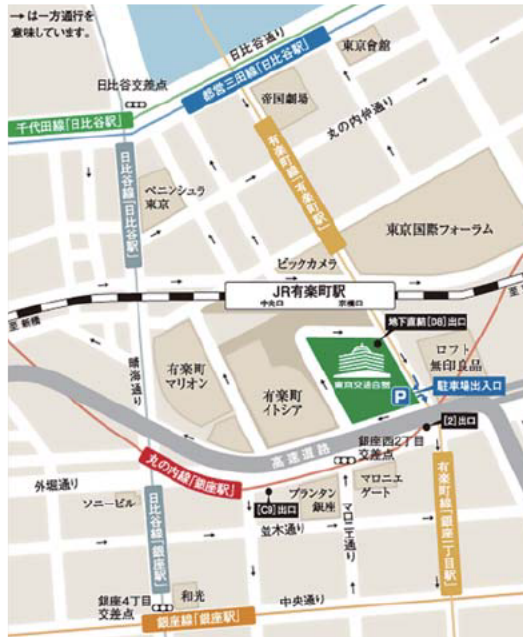 →は一方通行を
意味しています。
日比谷通り
東京會舘
都営三田線「日比谷駅」
日比谷交差点
帝国劇場
千代田線「日比谷駅」
丸の内仲通り
有楽町線「有楽町駅」
日比谷線「日比谷駅」
ペニンシュラ
東京
東京国際フォーラム
ビックカメラ
JR有楽町駅
中央口
京橋口
至 新橋
至 東京
地下直結[D8]出口
晴海通り
有楽町
マリオン
有楽町
イトシア
東京交通会館
ロフト
無印良品
P
駐車場出入口
[2]出口
高速道路
銀座西2丁目
交差点
丸の内線「銀座駅」
外堀通り
ソニービル
[C9]出口
プランタン
銀座
マロニエ
ゲート
並木通り
マロニエ通り
有楽町線「銀座一丁目駅」
日比谷線「銀座駅」
和光
銀座4丁目
交差点
中央通り
銀座線「銀座駅」